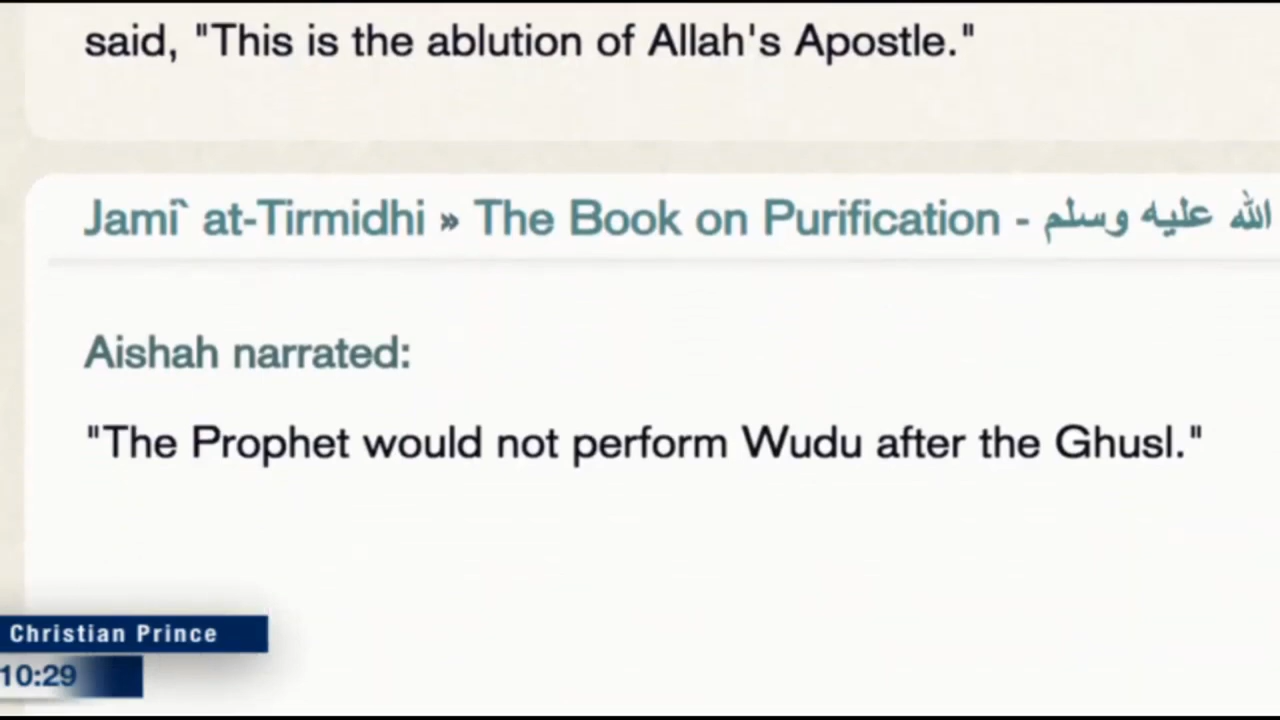 said, "This is the ablution of Allah's Apostle."
Jami` at-Tirmidhi » The Book on Purification - الله عليه وسلم
Aishah narrated:
"The Prophet would not perform Wudu after the Ghusl."
Christian Prince
10:29